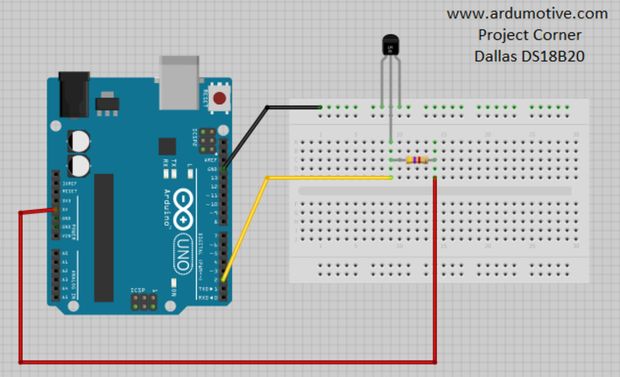 www.ardumotive.com
Project Corner
Dallas DS18B20
RESET
ICSP2
AREF
GND
13
12
~11
~10
~9
8
TX
RX
L
Arduino
UNO
IOREF
RESET
3V3
5V
GND
GND
VIN
POWER
7
~6
~5
4
~3
2
TX▶1
RX◀0
DIGITAL (PWM~)
A0
A1
A2
A3
A4
A5
ANALOG IN
ICSP
1
ON